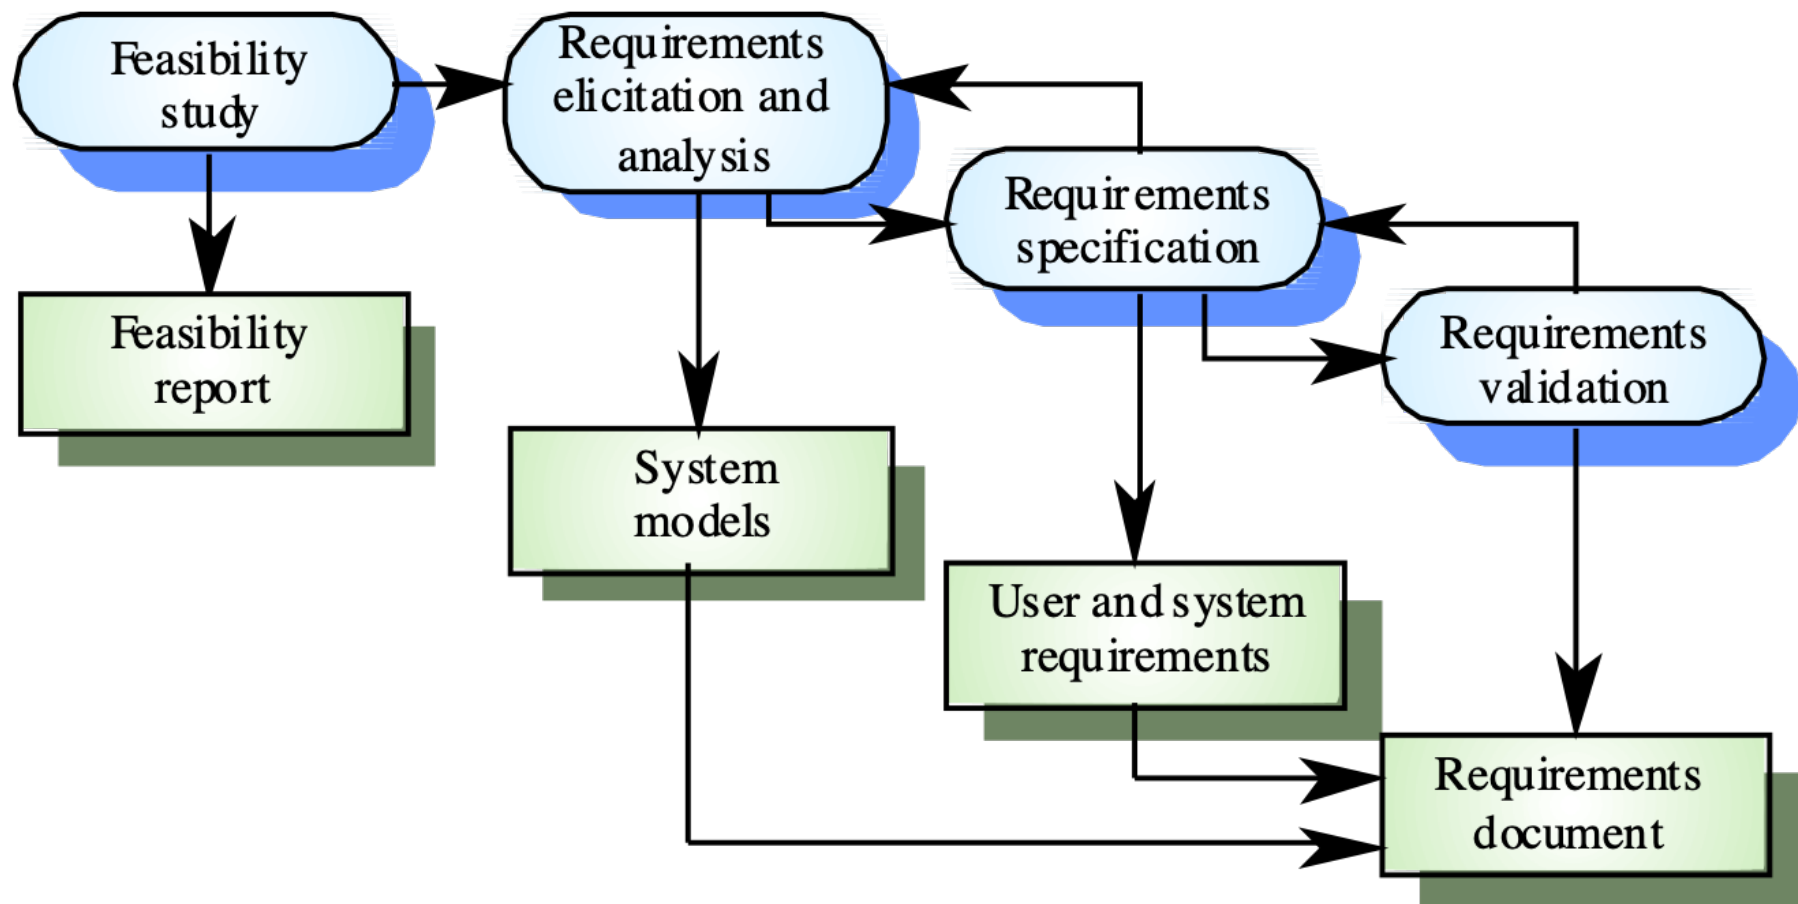 Feasibility
study
Requirements
elicitation and
analysis
Requirements
specification
Requirements
validation
Feasibility
report
System
models
User and system
requirements
Requirements
document